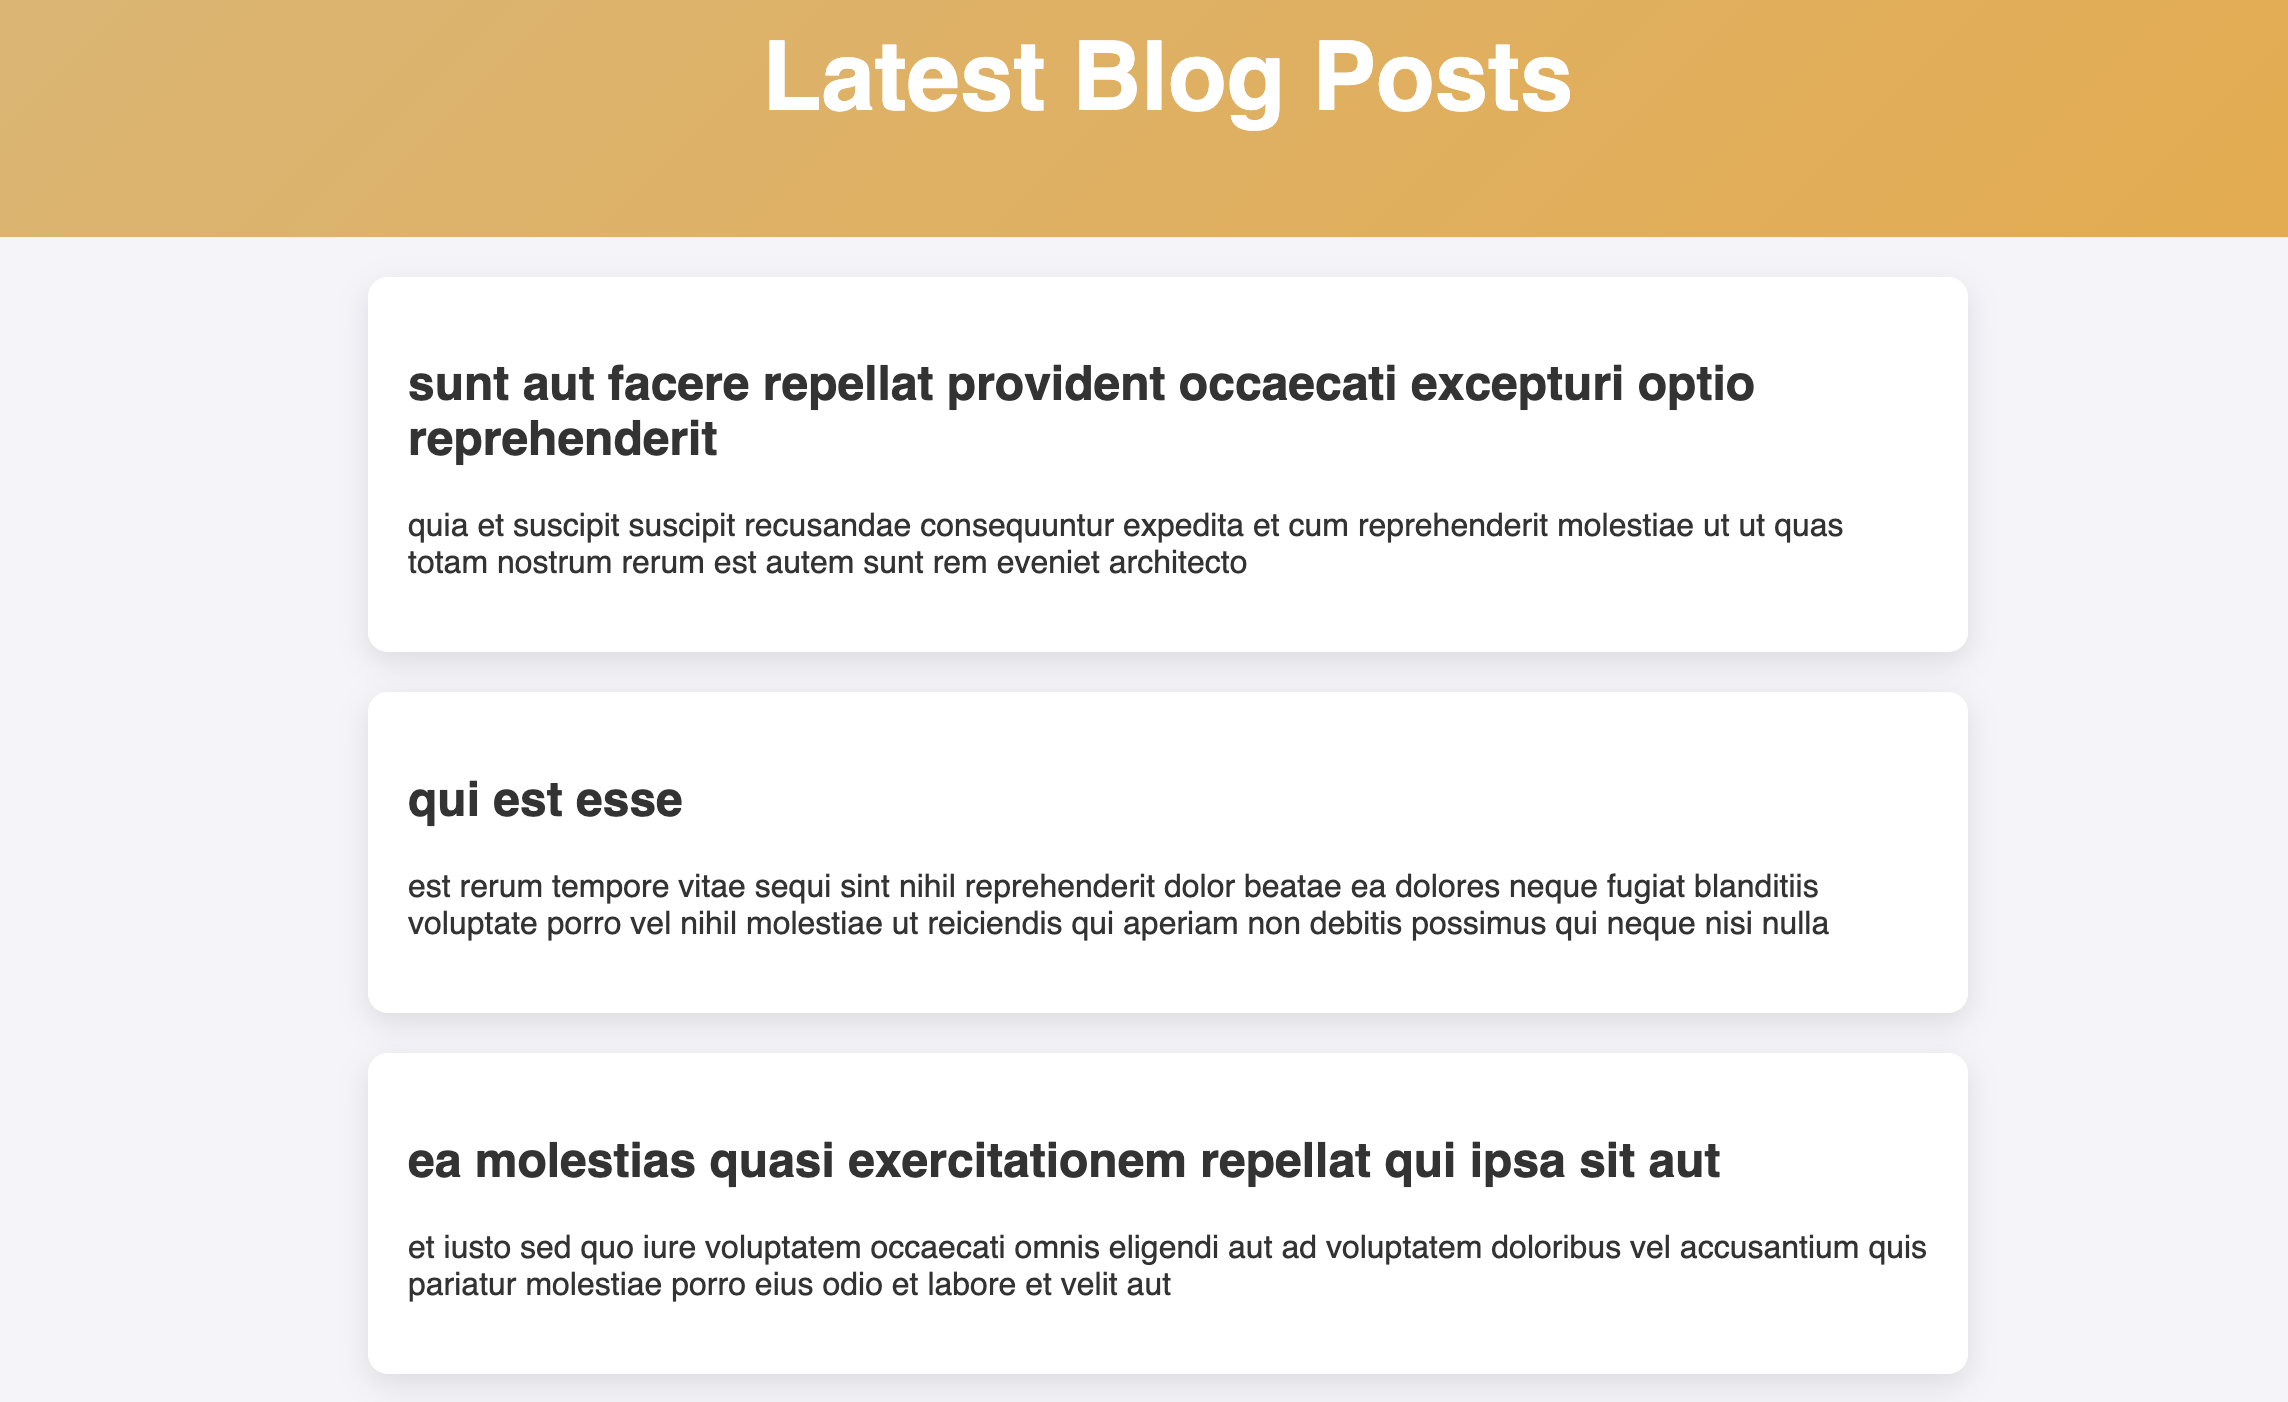 Latest Blog Posts
sunt aut facere repellat provident occaecati excepturi optio
reprehenderit
quia et suscipit suscipit recusandae consequuntur expedita et cum reprehenderit molestiae ut ut quas
totam nostrum rerum est autem sunt rem eveniet architecto
qui est esse
est rerum tempore vitae sequi sint nihil reprehenderit dolor beatae ea dolores neque fugiat blanditiis
voluptate porro vel nihil molestiae ut reiciendis qui aperiam non debitis possimus qui neque nisi nulla
ea molestias quasi exercitationem repellat qui ipsa sit aut
et iusto sed quo iure voluptatem occaecati omnis eligendi aut ad voluptatem doloribus vel accusantium quis
pariatur molestiae porro eius odio et labore et velit aut